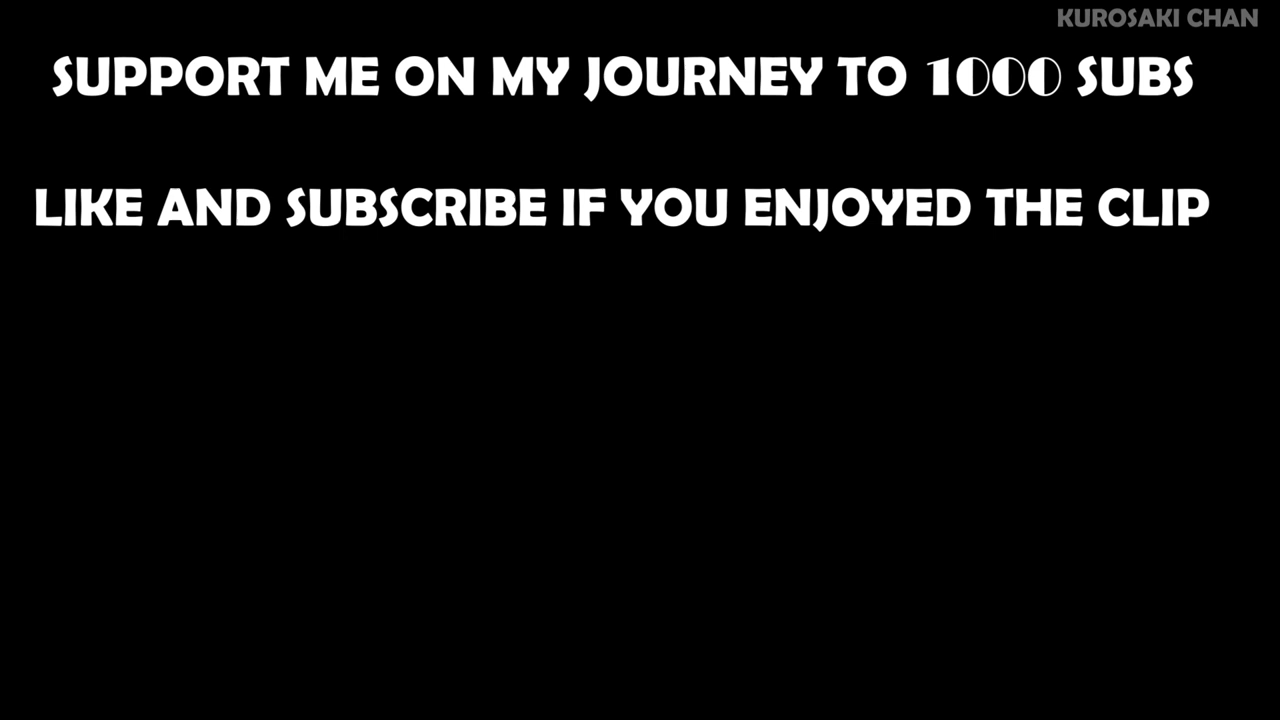 KUROSAKI CHAN
SUPPORT ME ON MY JOURNEY TO 1000 SUBS
LIKE AND SUBSCRIBE IF YOU ENJOYED THE CLIP